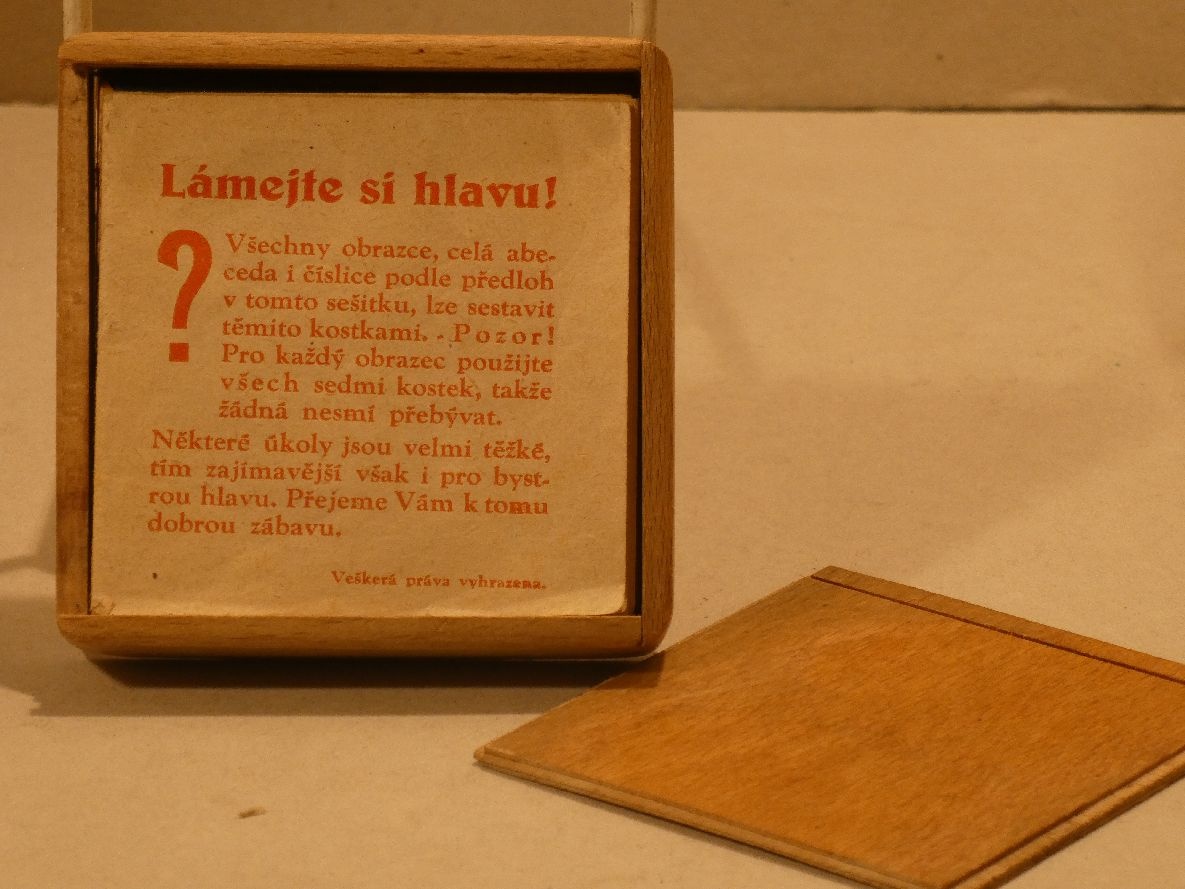 Lámejte si hlavu!
? Všechny obrazce, celá abe-
ceda i číslice podle předloh
v tomto sešitku, lze sestavit
těmito kostkami. - Pozor!
Pro každý obrazec použijte
všech sedmi kostek, takže
žádná nesmí přebývat.
Některé úkoly jsou velmi těžké,
tím zajímavější však i pro byst-
rou hlavu. Přejeme Vám k tomu
dobrou zábavu.
Veškerá práva vyhrazena.